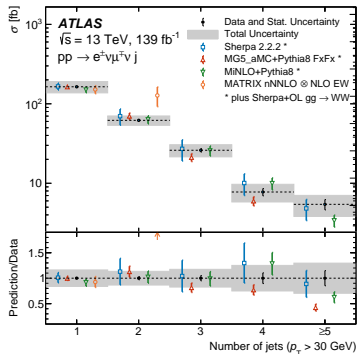 σ [fb]
ATLAS
√s = 13 TeV, 139 fb⁻¹
pp → e±νμ∓ν j
Data and Stat. Uncertainty
Total Uncertainty
Sherpa 2.2.2 *
MG5_aMC+Pythia8 FxFx *
MiNLO+Pythia8 *
MATRIX nNNLO ⊗ NLO EW
* plus Sherpa+OL gg → WW
10³
10²
10
Prediction/Data
1.5
1
0.5
1 2 3 4 ≥5
Number of jets (p_T > 30 GeV)